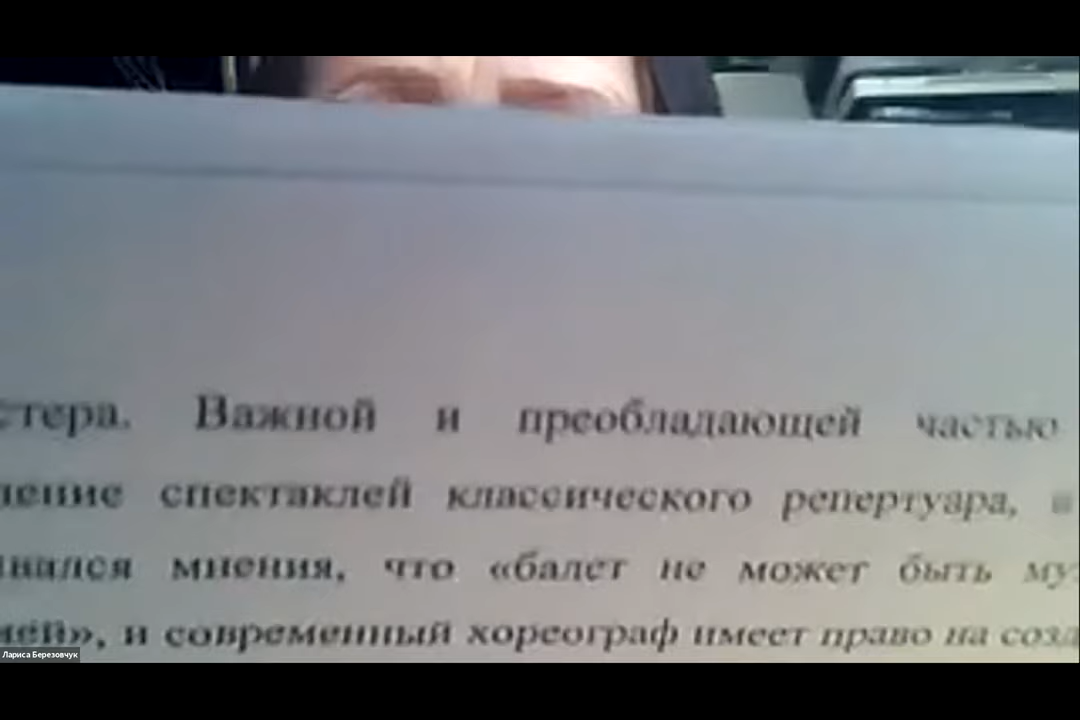 стера. Важной и преобладающей частью
ление спектаклей классического репертуара, в
ивался мнения, что «балет не может быть му
ней», и современный хореограф имеет право на созд
Лариса Березовчук